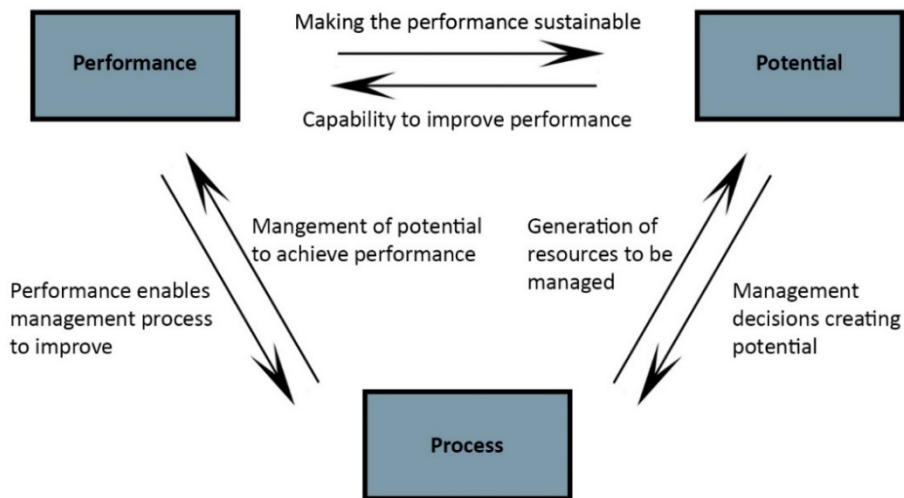 Making the performance sustainable
Performance
Potential
Capability to improve performance
Mangement of potential
to achieve performance
Generation of
resources to be
managed
Performance enables
management process
to improve
Management
decisions creating
potential
Process